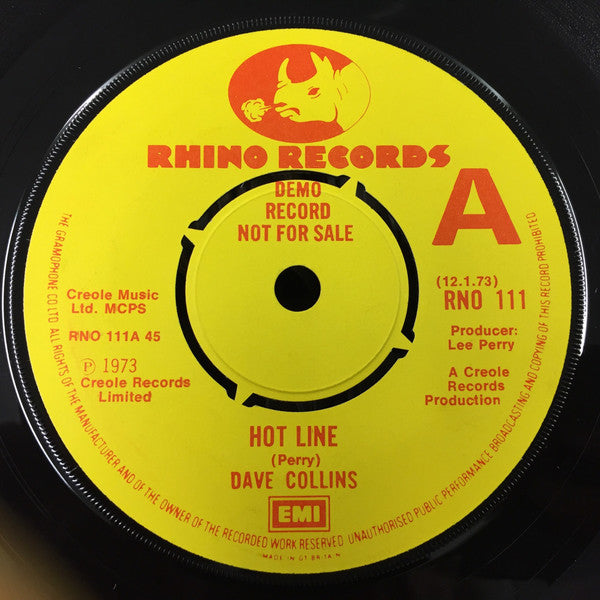 RHINO RECORDS
DEMO
RECORD
NOT FOR SALE
A
(12.1.73)
RNO 111
Creole Music
Ltd. MCPS
RNO 111A 45
Ⓟ 1973
Creole Records
Limited
Producer:
Lee Perry
A Creole
Records
Production
HOT LINE
(Perry)
DAVE COLLINS
EMI
THE GRAMOPHONE CO LTD ALL RIGHTS OF THE MANUFACTURER AND OF THE OWNER OF THE RECORDED WORK RESERVED UNAUTHORISED PUBLIC PERFORMANCE BROADCASTING AND COPYING OF THIS RECORD PROHIBITED
MADE IN GT BRITAIN